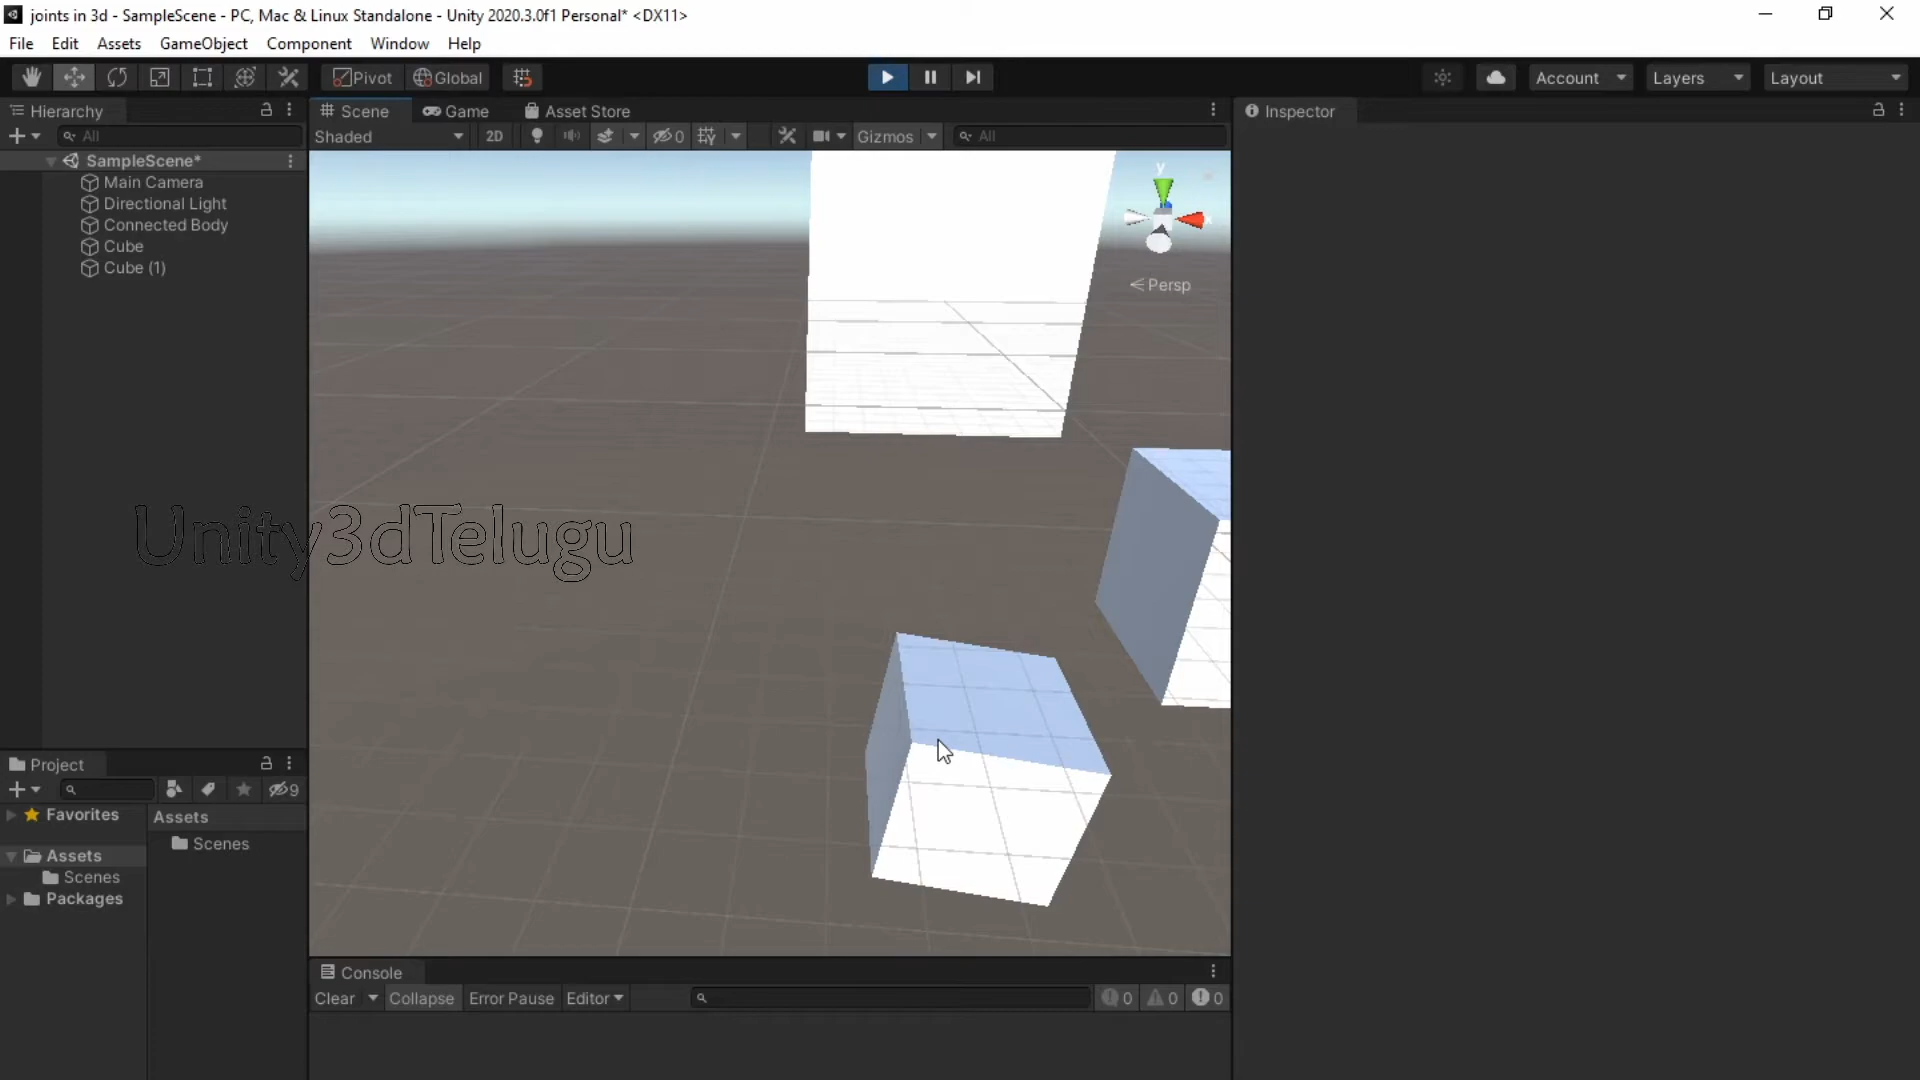 joints in 3d - SampleScene - PC, Mac & Linux Standalone - Unity 2020.3.0f1 Personal* <DX11>
File Edit Assets GameObject Component Window Help
Pivot Global Account Layers Layout
Hierarchy
All
SampleScene*
Main Camera
Directional Light
Connected Body
Cube
Cube (1)
Scene Game Asset Store
Shaded 2D 0 Gizmos All
y
x
Persp
Unity3dTelugu
Inspector
Project
9
Favorites
Assets
Scenes
Packages
Assets
Scenes
Console
Clear Collapse Error Pause Editor 0 0 0